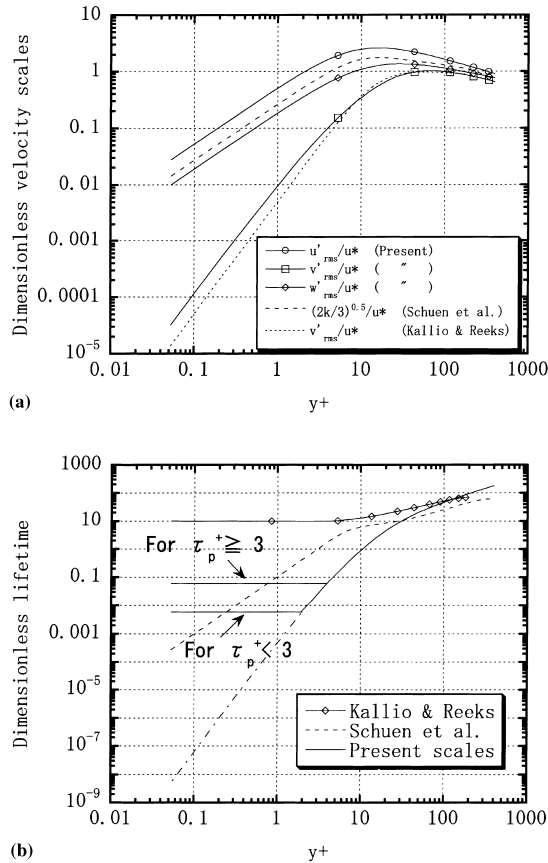 Dimensionless velocity scales
10
1
0.1
0.01
0.001
0.0001
10^-5
u'rms/u* (Present)
v'rms/u* ( 〃 )
w'rms/u* ( 〃 )
(2k/3)^0.5/u* (Schuen et al.)
v'rms/u* (Kallio & Reeks)
0.01 0.1 1 10 100 1000
(a)
y+
Dimensionless lifetime
1000
10
0.1
0.001
10^-5
10^-7
10^-9
For τp+ ≧ 3
For τp+ < 3
Kallio & Reeks
Schuen et al.
Present scales
0.01 0.1 1 10 100 1000
(b)
y+